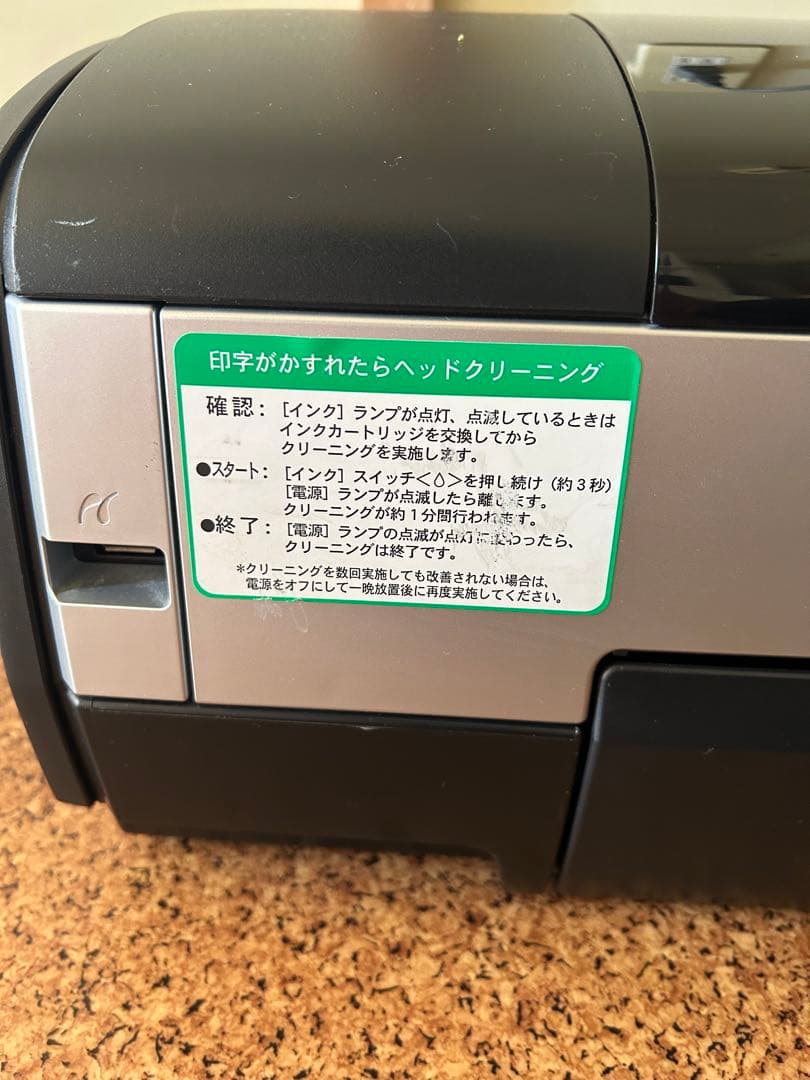 印字がかすれたらヘッドクリーニング
確認：［インク］ランプが点灯、点滅しているときは
インクカートリッジを交換してから
クリーニングを実施します。
●スタート：［インク］スイッチ<💧>を押し続け（約3秒）
［電源］ランプが点滅したら離します。
クリーニングが約1分間行われます。
●終了：［電源］ランプの点滅が点灯に変わったら、
クリーニングは終了です。
＊クリーニングを数回実施しても改善されない場合は、
電源をオフにして一晩放置後に再度実施してください。